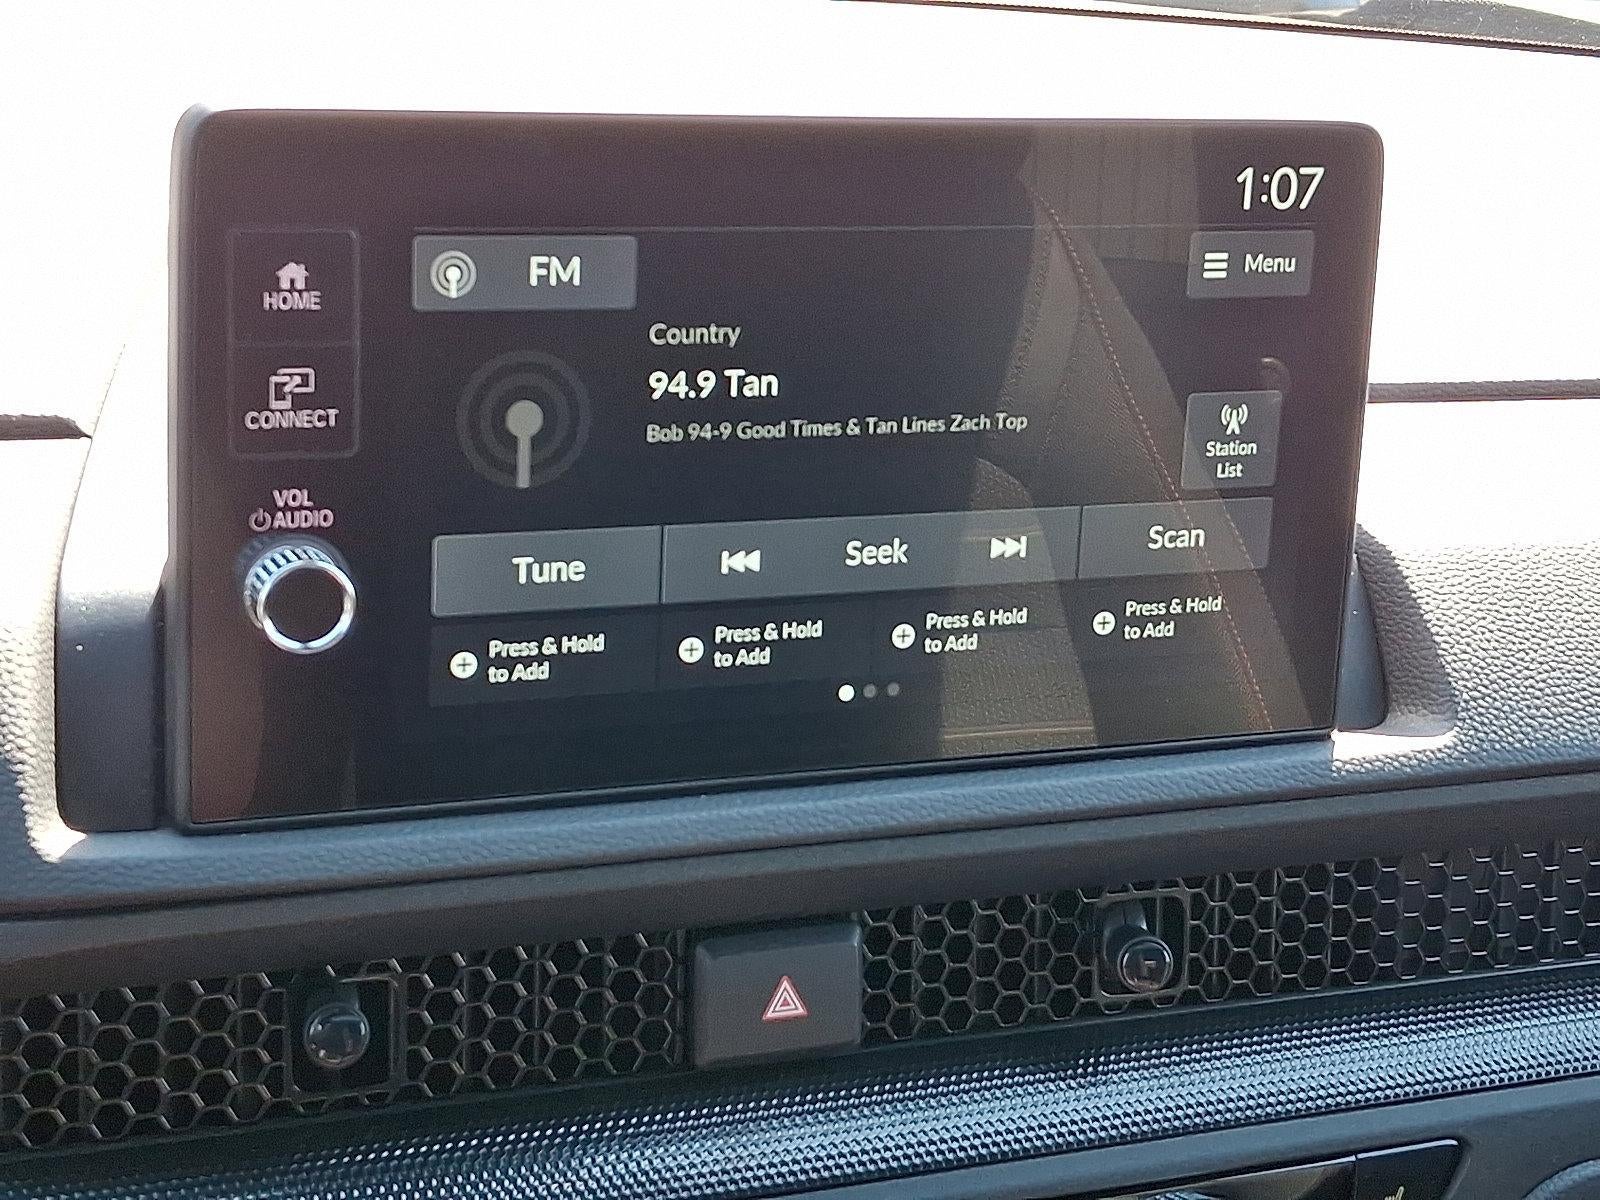 1:07
HOME
CONNECT
VOL
AUDIO
FM
Menu
Country
94.9 Tan
Bob 94-9 Good Times & Tan Lines Zach Top
Station
List
Tune
Seek
Scan
Press & Hold
to Add
Press & Hold
to Add
Press & Hold
to Add
Press & Hold
to Add